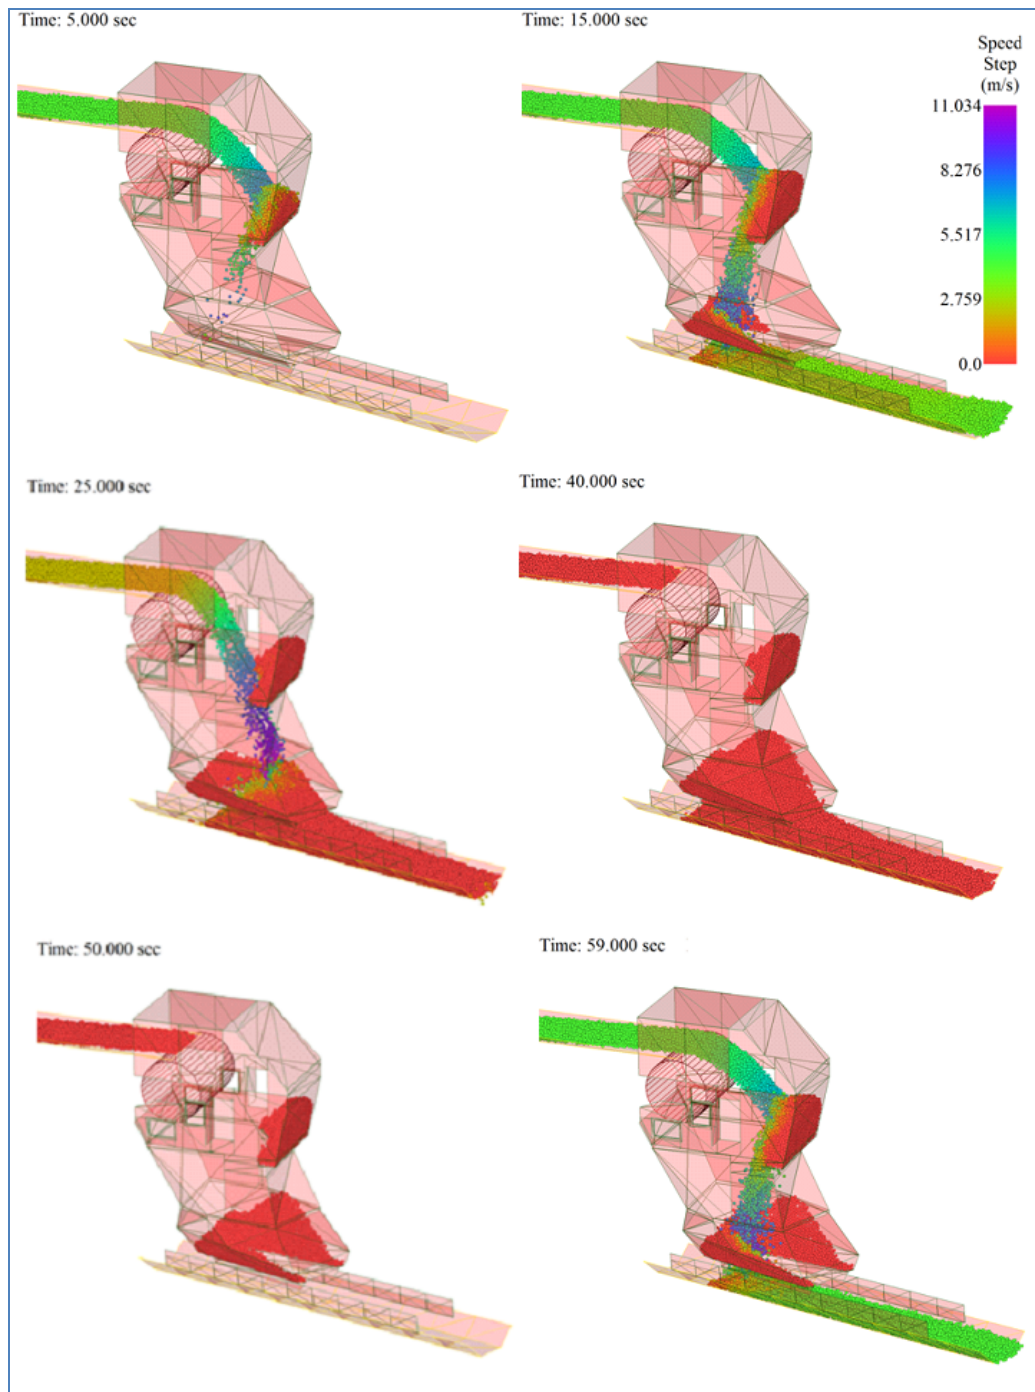 Time: 5.000 sec
Time: 15.000 sec
Speed
Step
(m/s)
11.034
8.276
5.517
2.759
0.0
Time: 25.000 sec
Time: 40.000 sec
Time: 50.000 sec
Time: 59.000 sec